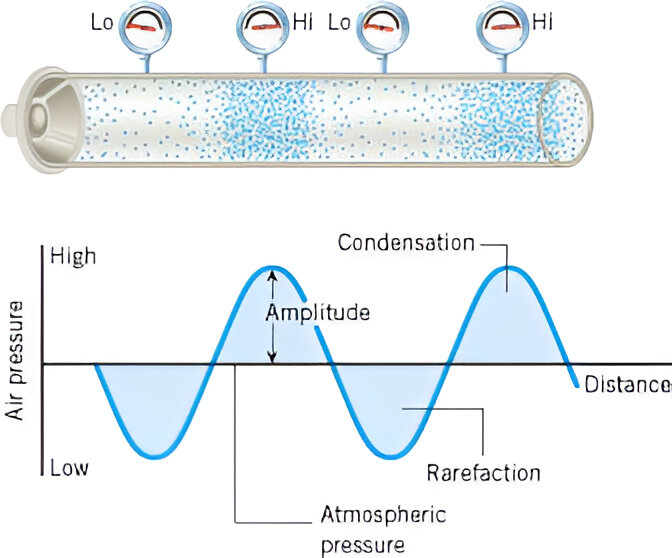 Lo
Hi
Lo
Hi
Condensation
High
Amplitude
Air pressure
Distance
Low
Rarefaction
Atmospheric
pressure